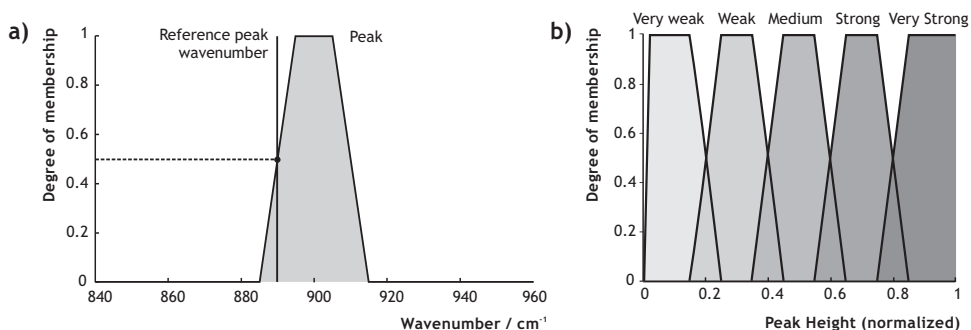 a)
Degree of membership
1
0.8
0.6
0.4
0.2
0
Reference peak
wavenumber
Peak
840
860
880
900
920
940
960
Wavenumber / cm⁻¹
b)
Very weak
Weak
Medium
Strong
Very Strong
Degree of membership
1
0.8
0.6
0.4
0.2
0
0
0.2
0.4
0.6
0.8
1
Peak Height (normalized)